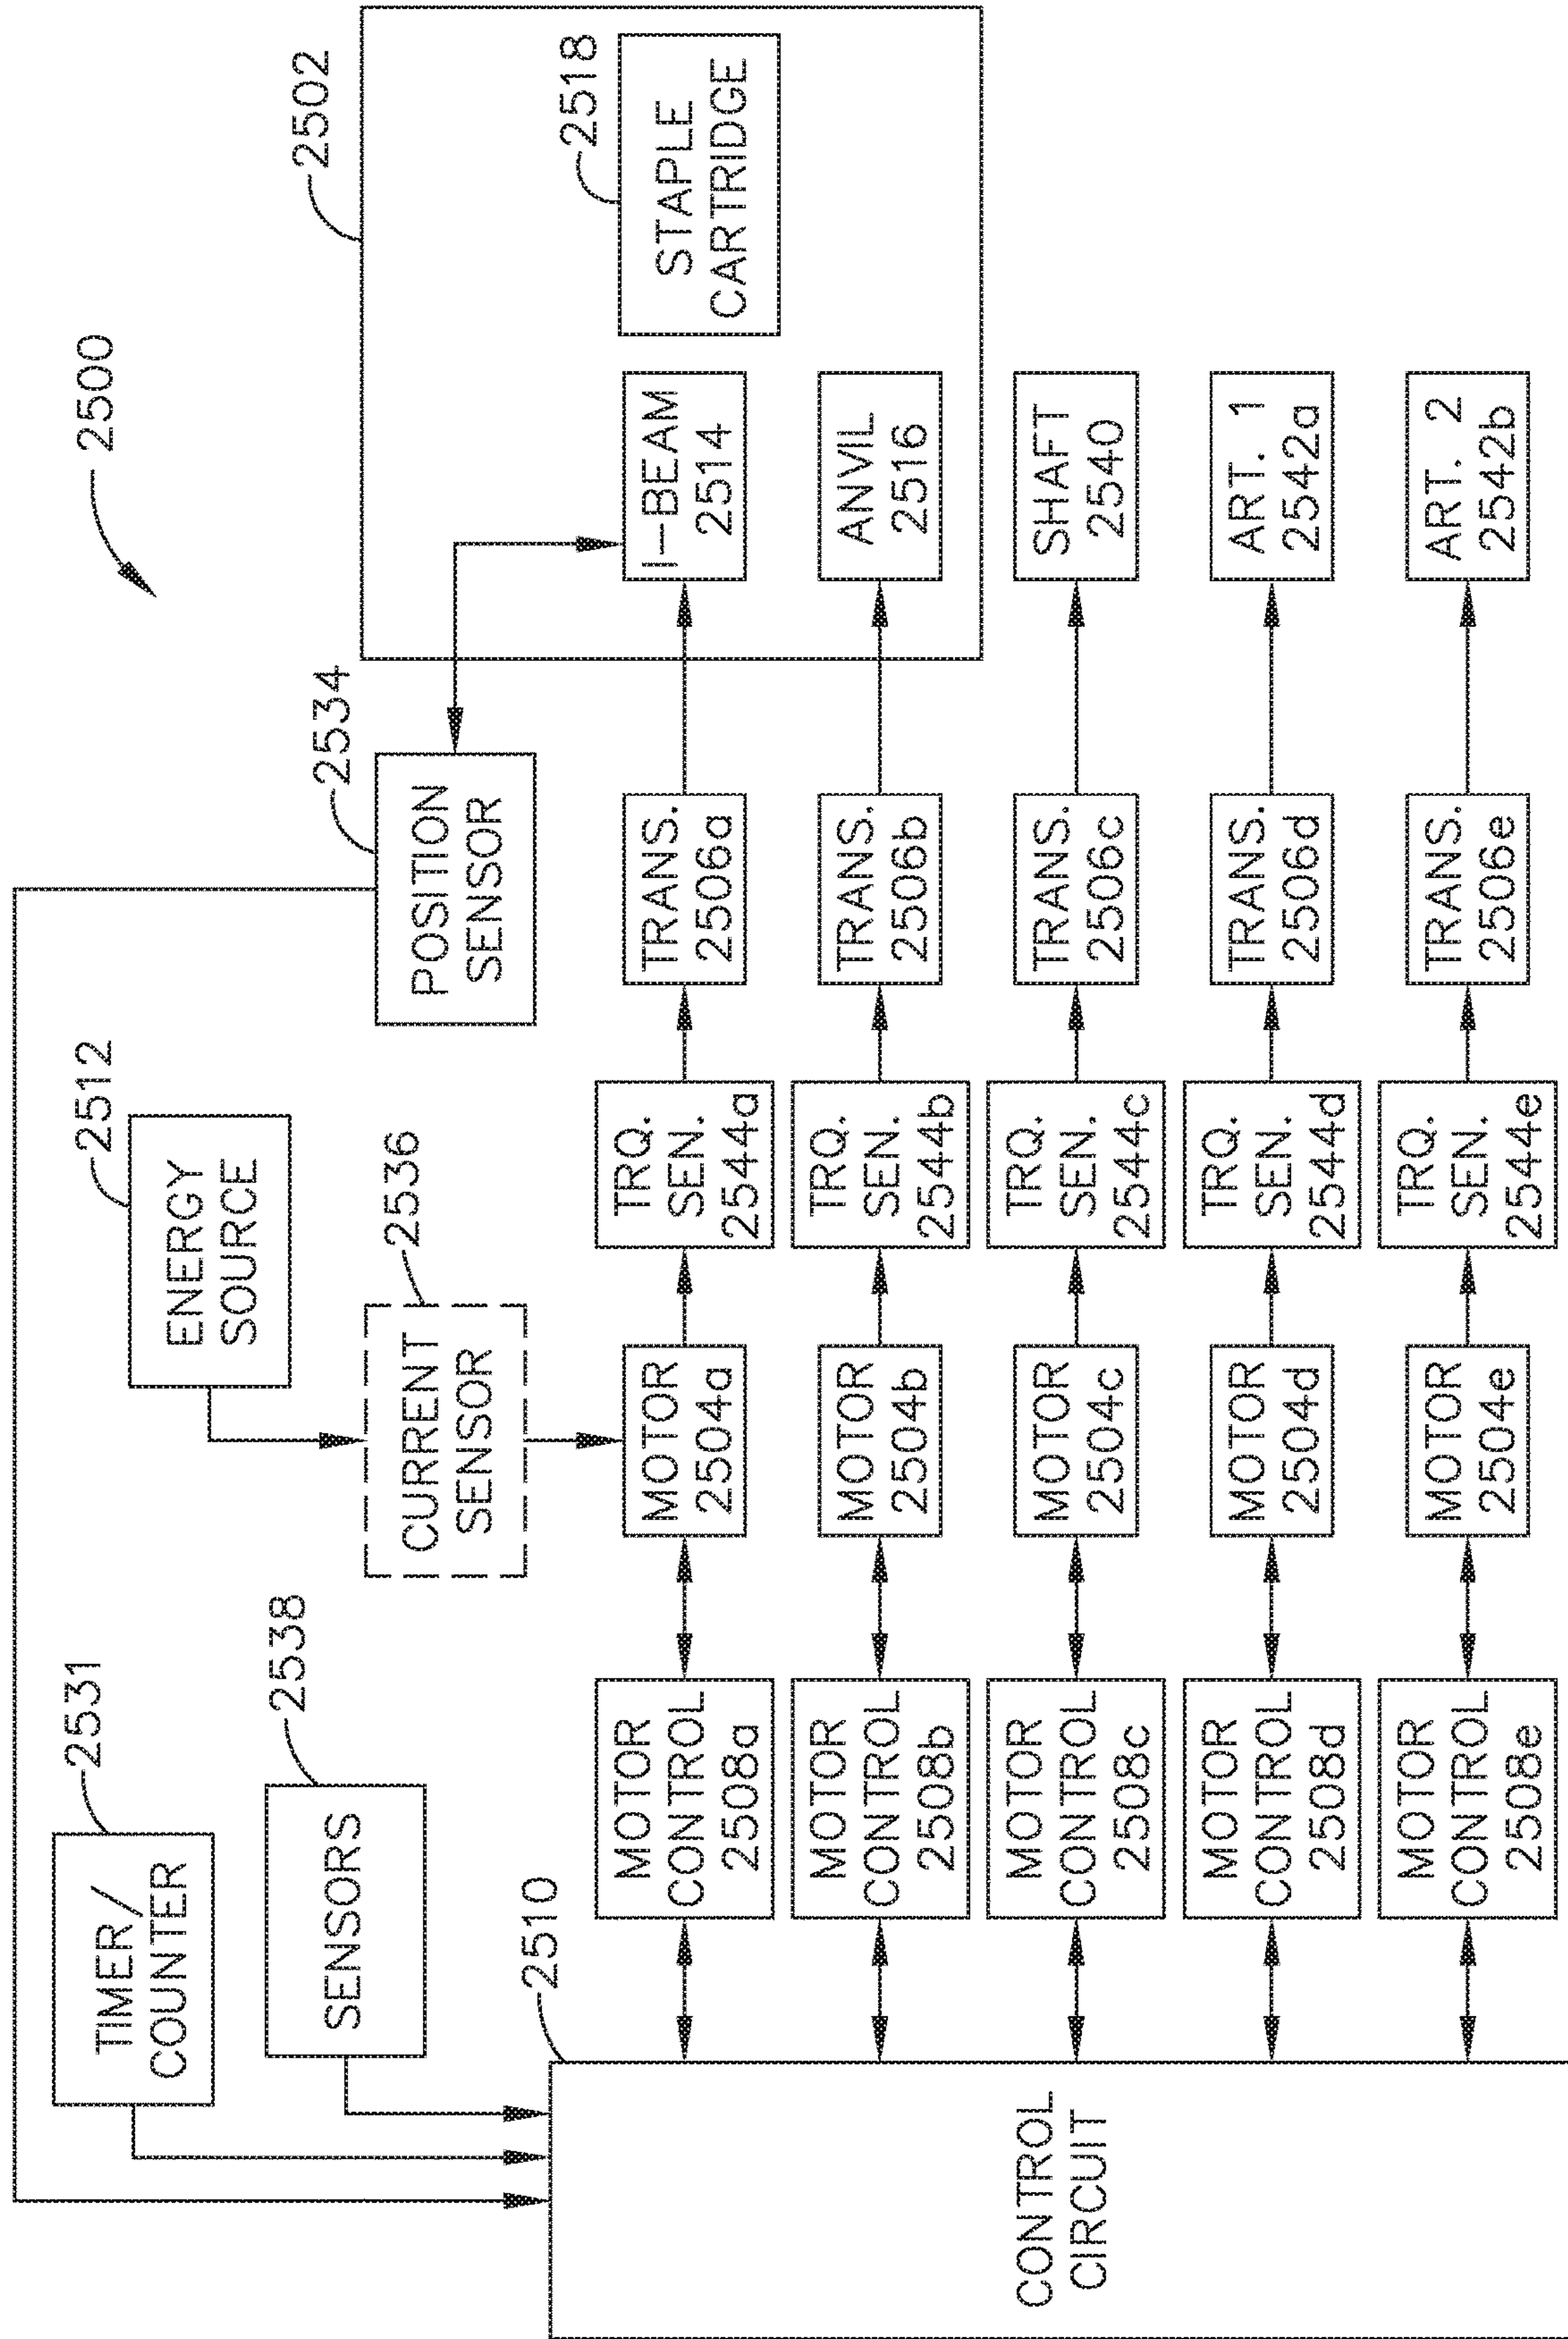 2500
2502
2512
2534
2531
ENERGY
SOURCE
POSITION
SENSOR
2518
TIMER/
COUNTER
2538
2536
STAPLE
CARTRIDGE
SENSORS
CURRENT
SENSOR
2510
CONTROL
CIRCUIT
MOTOR
CONTROL
2508a
MOTOR
2504a
TRQ.
SEN.
2544a
TRANS.
2506a
I-BEAM
2514
MOTOR
CONTROL
2508b
MOTOR
2504b
TRQ.
SEN.
2544b
TRANS.
2506b
ANVIL
2516
MOTOR
CONTROL
2508c
MOTOR
2504c
TRQ.
SEN.
2544c
TRANS.
2506c
SHAFT
2540
MOTOR
CONTROL
2508d
MOTOR
2504d
TRQ.
SEN.
2544d
TRANS.
2506d
ART. 1
2542a
MOTOR
CONTROL
2508e
MOTOR
2504e
TRQ.
SEN.
2544e
TRANS.
2506e
ART. 2
2542b